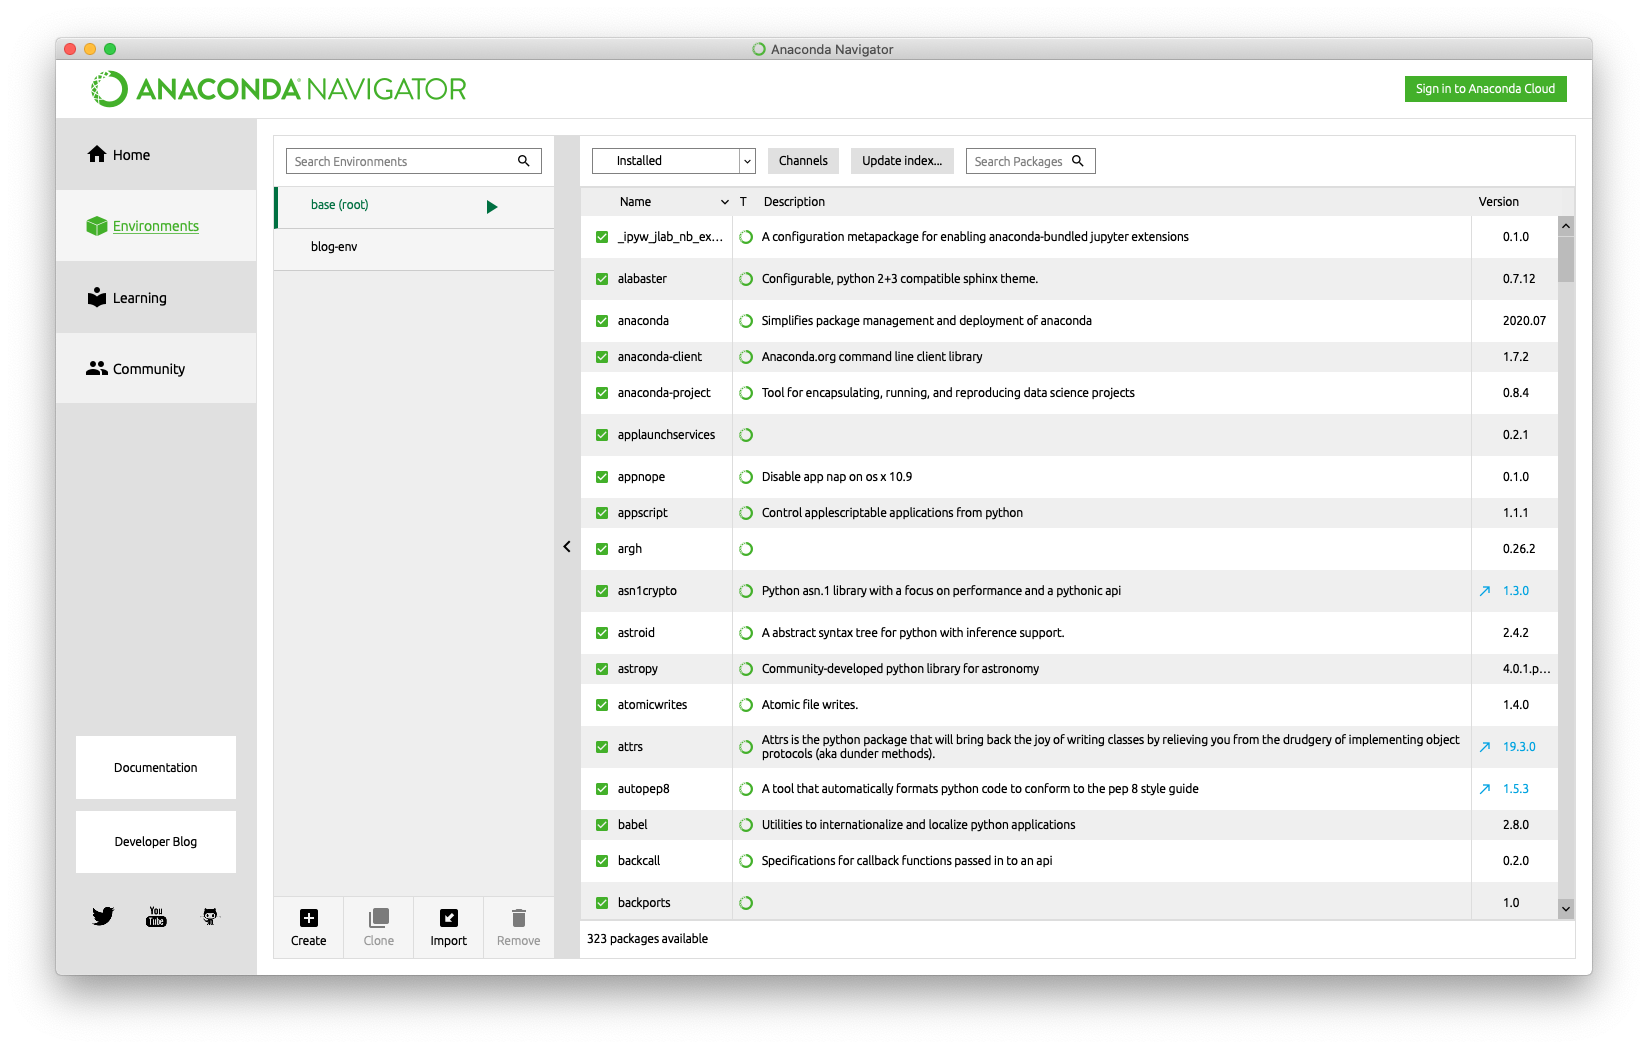 Anaconda Navigator
ANACONDA NAVIGATOR
Sign in to Anaconda Cloud
Home
Environments
Learning
Community
Documentation
Developer Blog
You
Tube
Search Environments
base (root)
blog-env
Create
Clone
Import
Remove
Installed
Channels
Update index...
Search Packages
Name T Description Version
_ipyw_jlab_nb_ex... A configuration metapackage for enabling anaconda-bundled jupyter extensions 0.1.0
alabaster Configurable, python 2+3 compatible sphinx theme. 0.7.12
anaconda Simplifies package management and deployment of anaconda 2020.07
anaconda-client Anaconda.org command line client library 1.7.2
anaconda-project Tool for encapsulating, running, and reproducing data science projects 0.8.4
applaunchservices 0.2.1
appnope Disable app nap on os x 10.9 0.1.0
appscript Control applescriptable applications from python 1.1.1
argh 0.26.2
asn1crypto Python asn.1 library with a focus on performance and a pythonic api 1.3.0
astroid A abstract syntax tree for python with inference support. 2.4.2
astropy Community-developed python library for astronomy 4.0.1.p...
atomicwrites Atomic file writes. 1.4.0
attrs Attrs is the python package that will bring back the joy of writing classes by relieving you from the drudgery of implementing object 19.3.0
protocols (aka dunder methods).
autopep8 A tool that automatically formats python code to conform to the pep 8 style guide 1.5.3
babel Utilities to internationalize and localize python applications 2.8.0
backcall Specifications for callback functions passed in to an api 0.2.0
backports 1.0
323 packages available